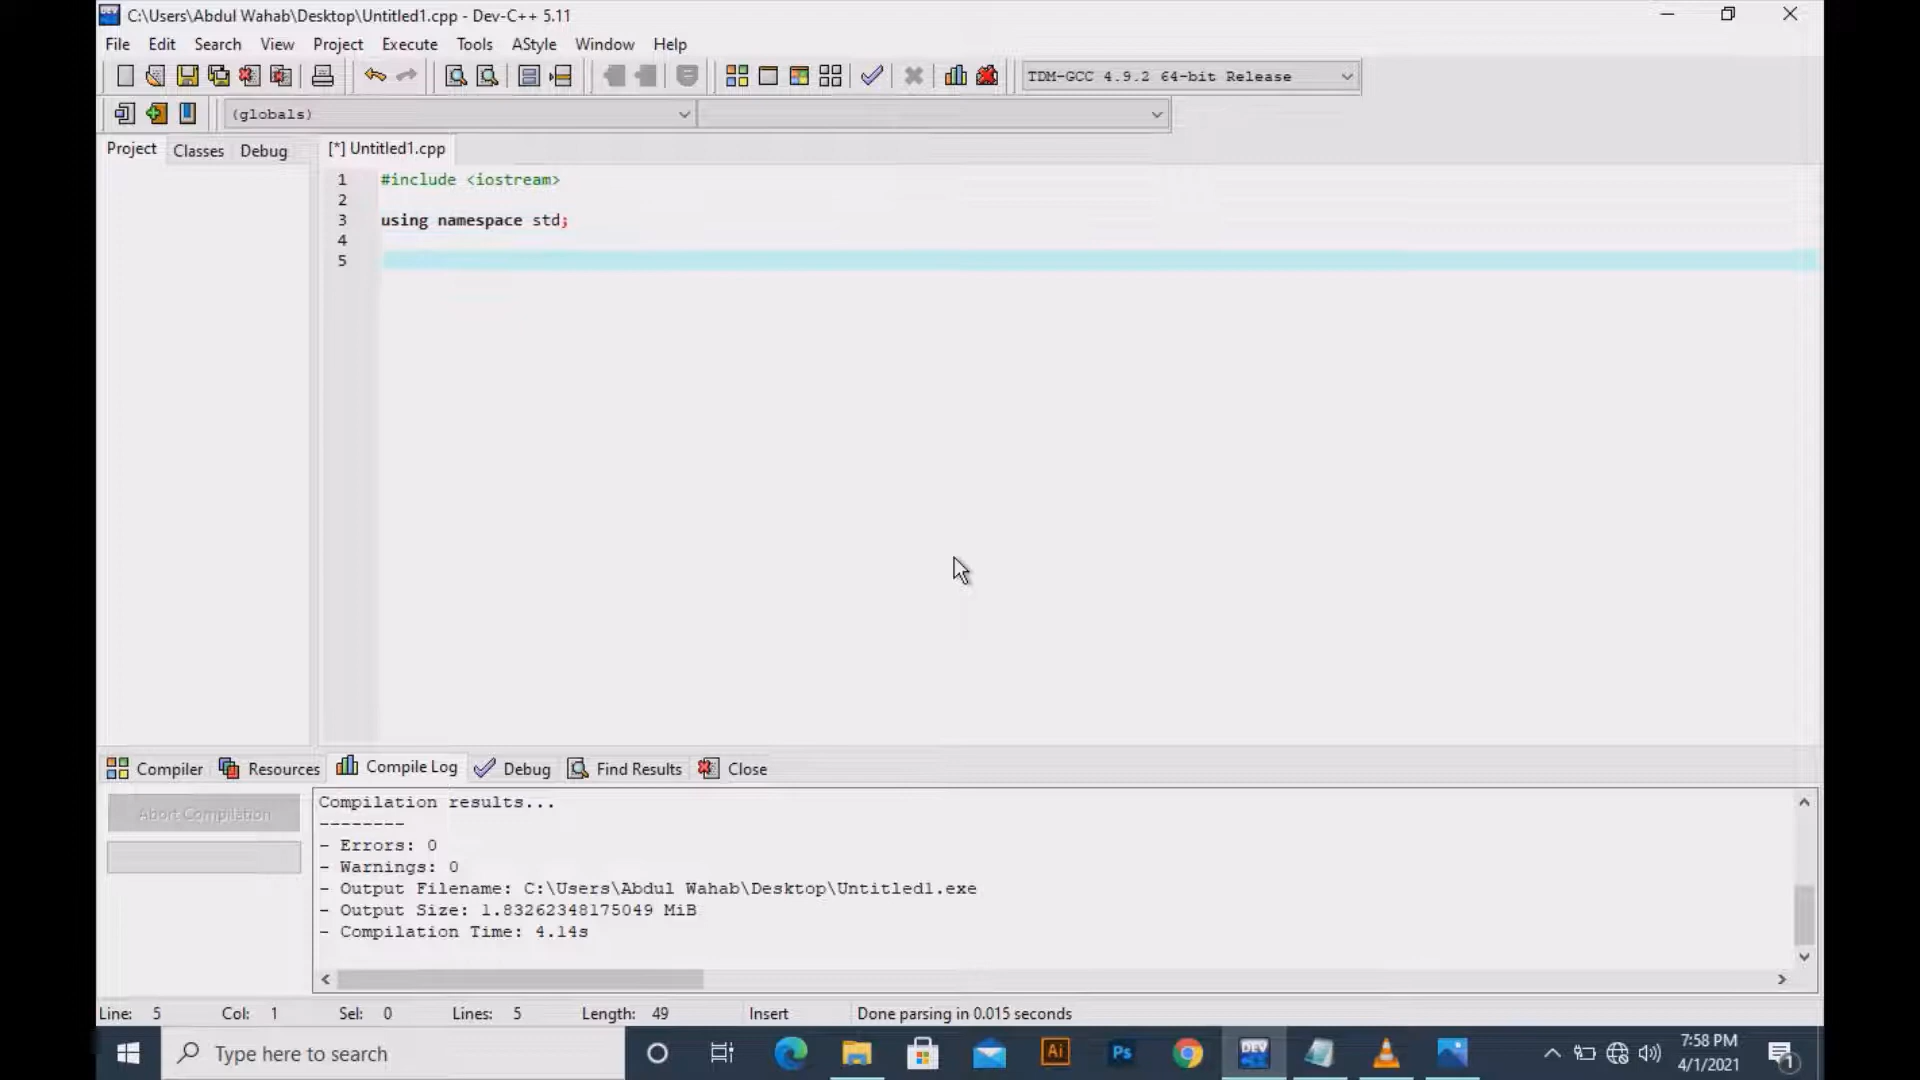 C:\Users\Abdul Wahab\Desktop\Untitled1.cpp - Dev-C++ 5.11
File Edit Search View Project Execute Tools AStyle Window Help
TDM-GCC 4.9.2 64-bit Release
(globals)
Project Classes Debug [*] Untitled1.cpp
1 #include <iostream>
2
3 using namespace std;
4
5
Compiler Resources Compile Log Debug Find Results Close
Abort Compilation
Compilation results...
--------
- Errors: 0
- Warnings: 0
- Output Filename: C:\Users\Abdul Wahab\Desktop\Untitled1.exe
- Output Size: 1.83262348175049 MiB
- Compilation Time: 4.14s
Line: 5 Col: 1 Sel: 0 Lines: 5 Length: 49 Insert Done parsing in 0.015 seconds
Type here to search
Ai
Ps
DEV
7:58 PM
4/1/2021
1